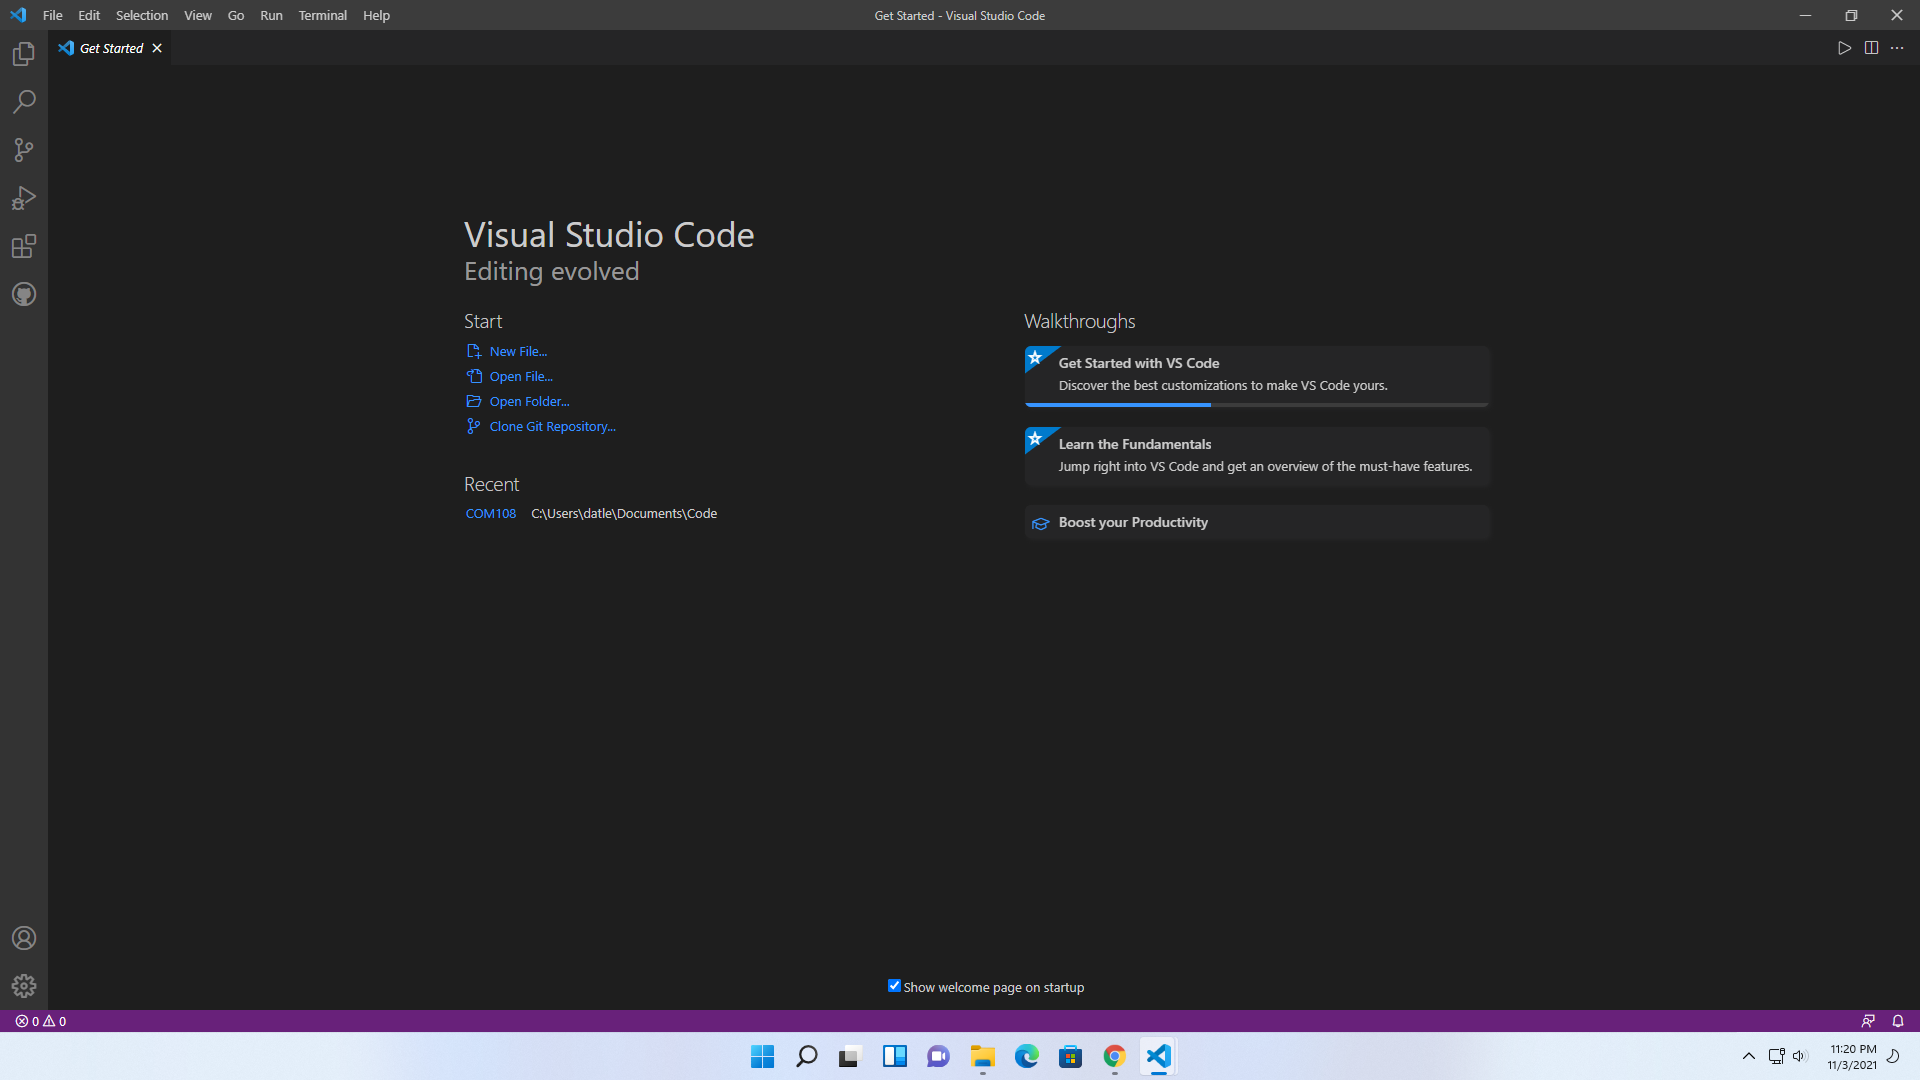 File Edit Selection View Go Run Terminal Help
Get Started - Visual Studio Code
Get Started
Visual Studio Code
Editing evolved
Start
New File...
Open File...
Open Folder...
Clone Git Repository...
Recent
COM108 C:\Users\datle\Documents\Code
Walkthroughs
Get Started with VS Code
Discover the best customizations to make VS Code yours.
Learn the Fundamentals
Jump right into VS Code and get an overview of the must-have features.
Boost your Productivity
Show welcome page on startup
0 0
11:20 PM
11/3/2021